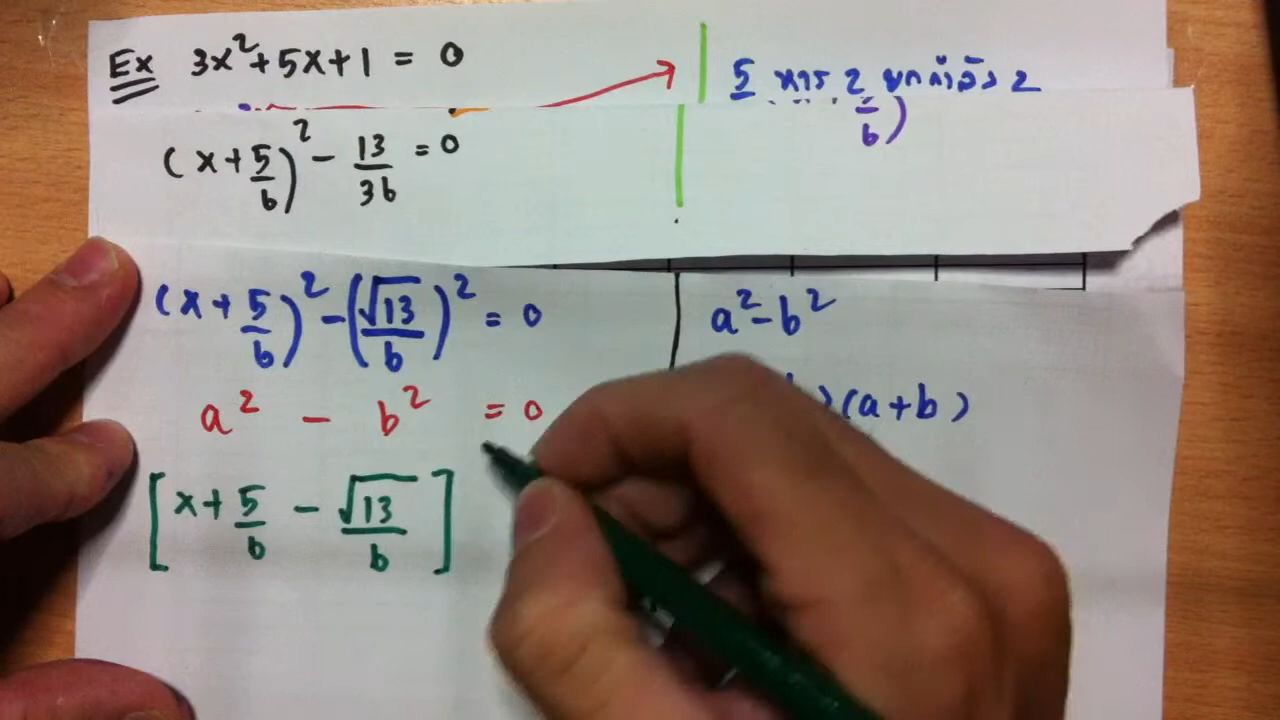 Ex 3x² + 5x + 1 = 0
(x + 5/6)² - 13/36 = 0
(x + 5/6)² - (√13/6)² = 0
a² - b² = 0
[x + 5/6 - √13/6]
5 หาร 2 ยกกำลัง 2
6)
a² - b²
)(a + b)